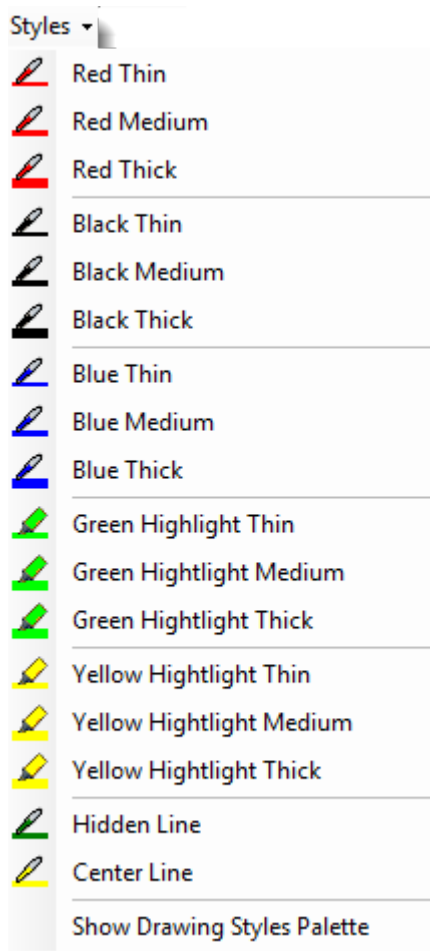 Styles
Red Thin
Red Medium
Red Thick
Black Thin
Black Medium
Black Thick
Blue Thin
Blue Medium
Blue Thick
Green Highlight Thin
Green Hightlight Medium
Green Hightlight Thick
Yellow Hightlight Thin
Yellow Hightlight Medium
Yellow Hightlight Thick
Hidden Line
Center Line
Show Drawing Styles Palette